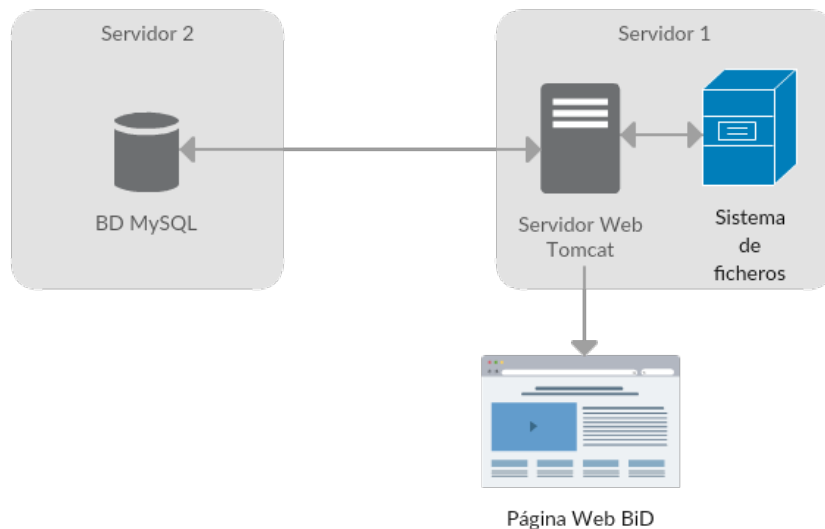 Servidor 2
Servidor 1
BD MySQL
Servidor Web
Tomcat
Sistema
de
ficheros
Página Web BiD